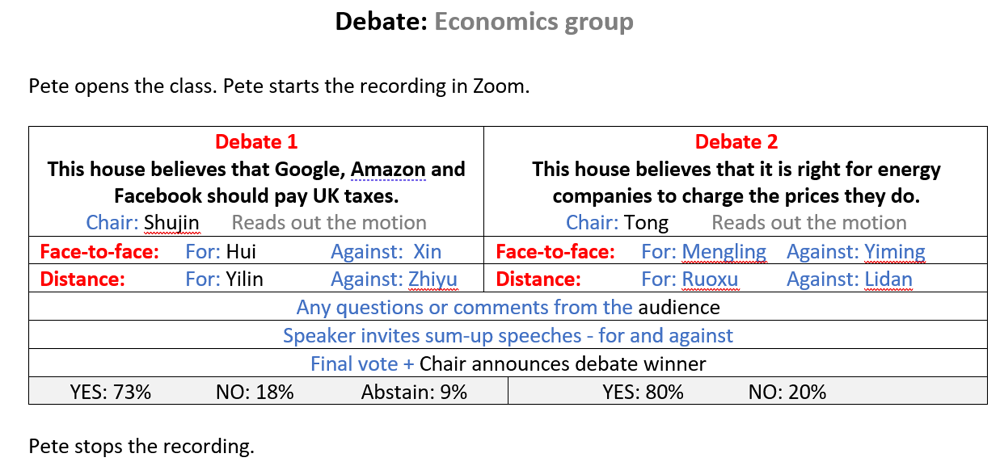 Debate: Economics group
Pete opens the class. Pete starts the recording in Zoom.
Debate 1
This house believes that Google, Amazon and
Facebook should pay UK taxes.
Chair: Shujin Reads out the motion
Debate 2
This house believes that it is right for energy
companies to charge the prices they do.
Chair: Tong Reads out the motion
Face-to-face: For: Hui Against: Xin
Face-to-face: For: Mengling Against: Yiming
Distance: For: Yilin Against: Zhiyu
Distance: For: Ruoxu Against: Lidan
Any questions or comments from the audience
Speaker invites sum-up speeches - for and against
Final vote + Chair announces debate winner
YES: 73% NO: 18% Abstain: 9%
YES: 80% NO: 20%
Pete stops the recording.